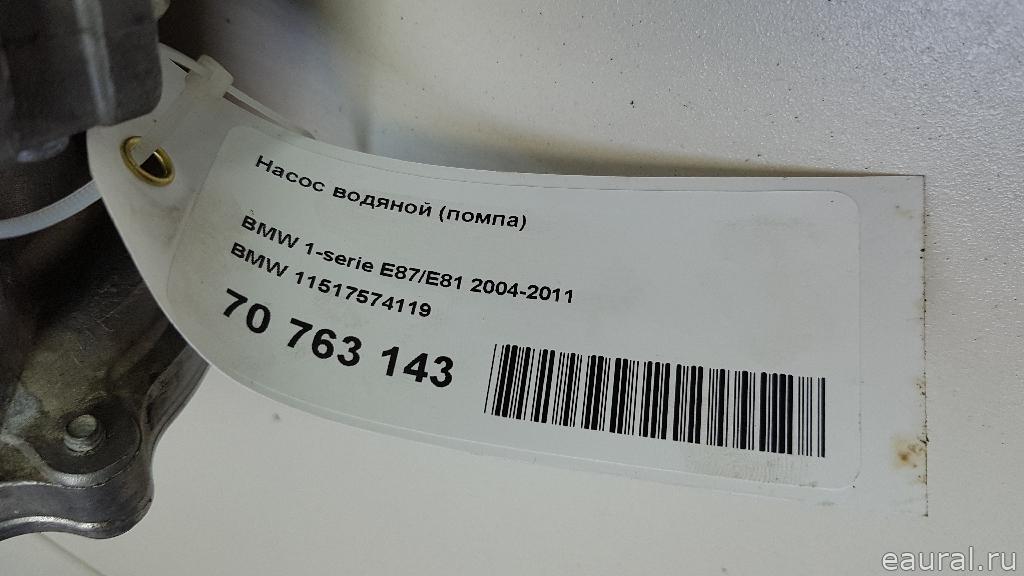 Насос водяной (помпа)
BMW 1-serie E87/E81 2004-2011
BMW 11517574119
70 763 143
eaural.ru